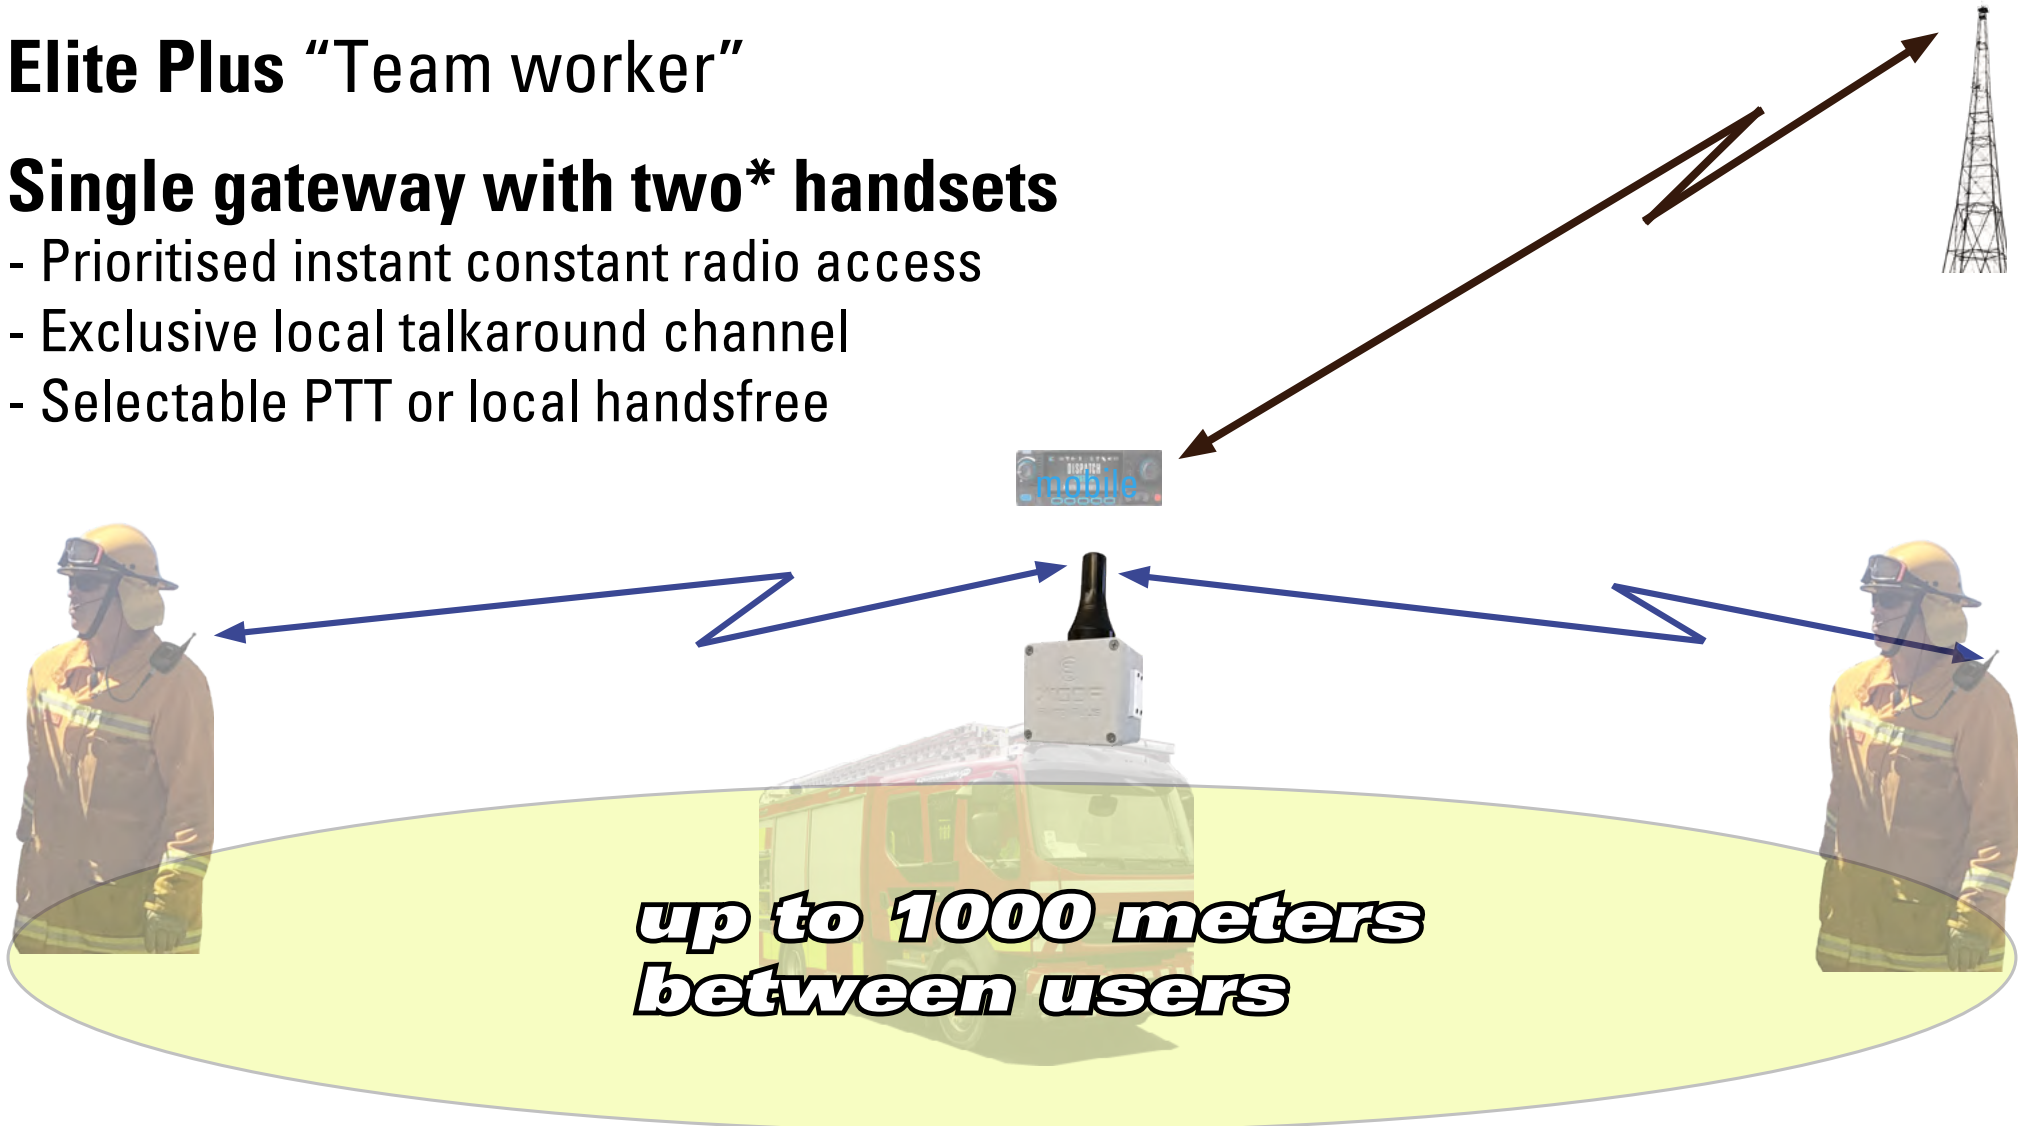 Elite Plus “Team worker”
Single gateway with two* handsets
- Prioritised instant constant radio access
- Exclusive local talkaround channel
- Selectable PTT or local handsfree
DISPATCH
mobile
up to 1000 meters
between users